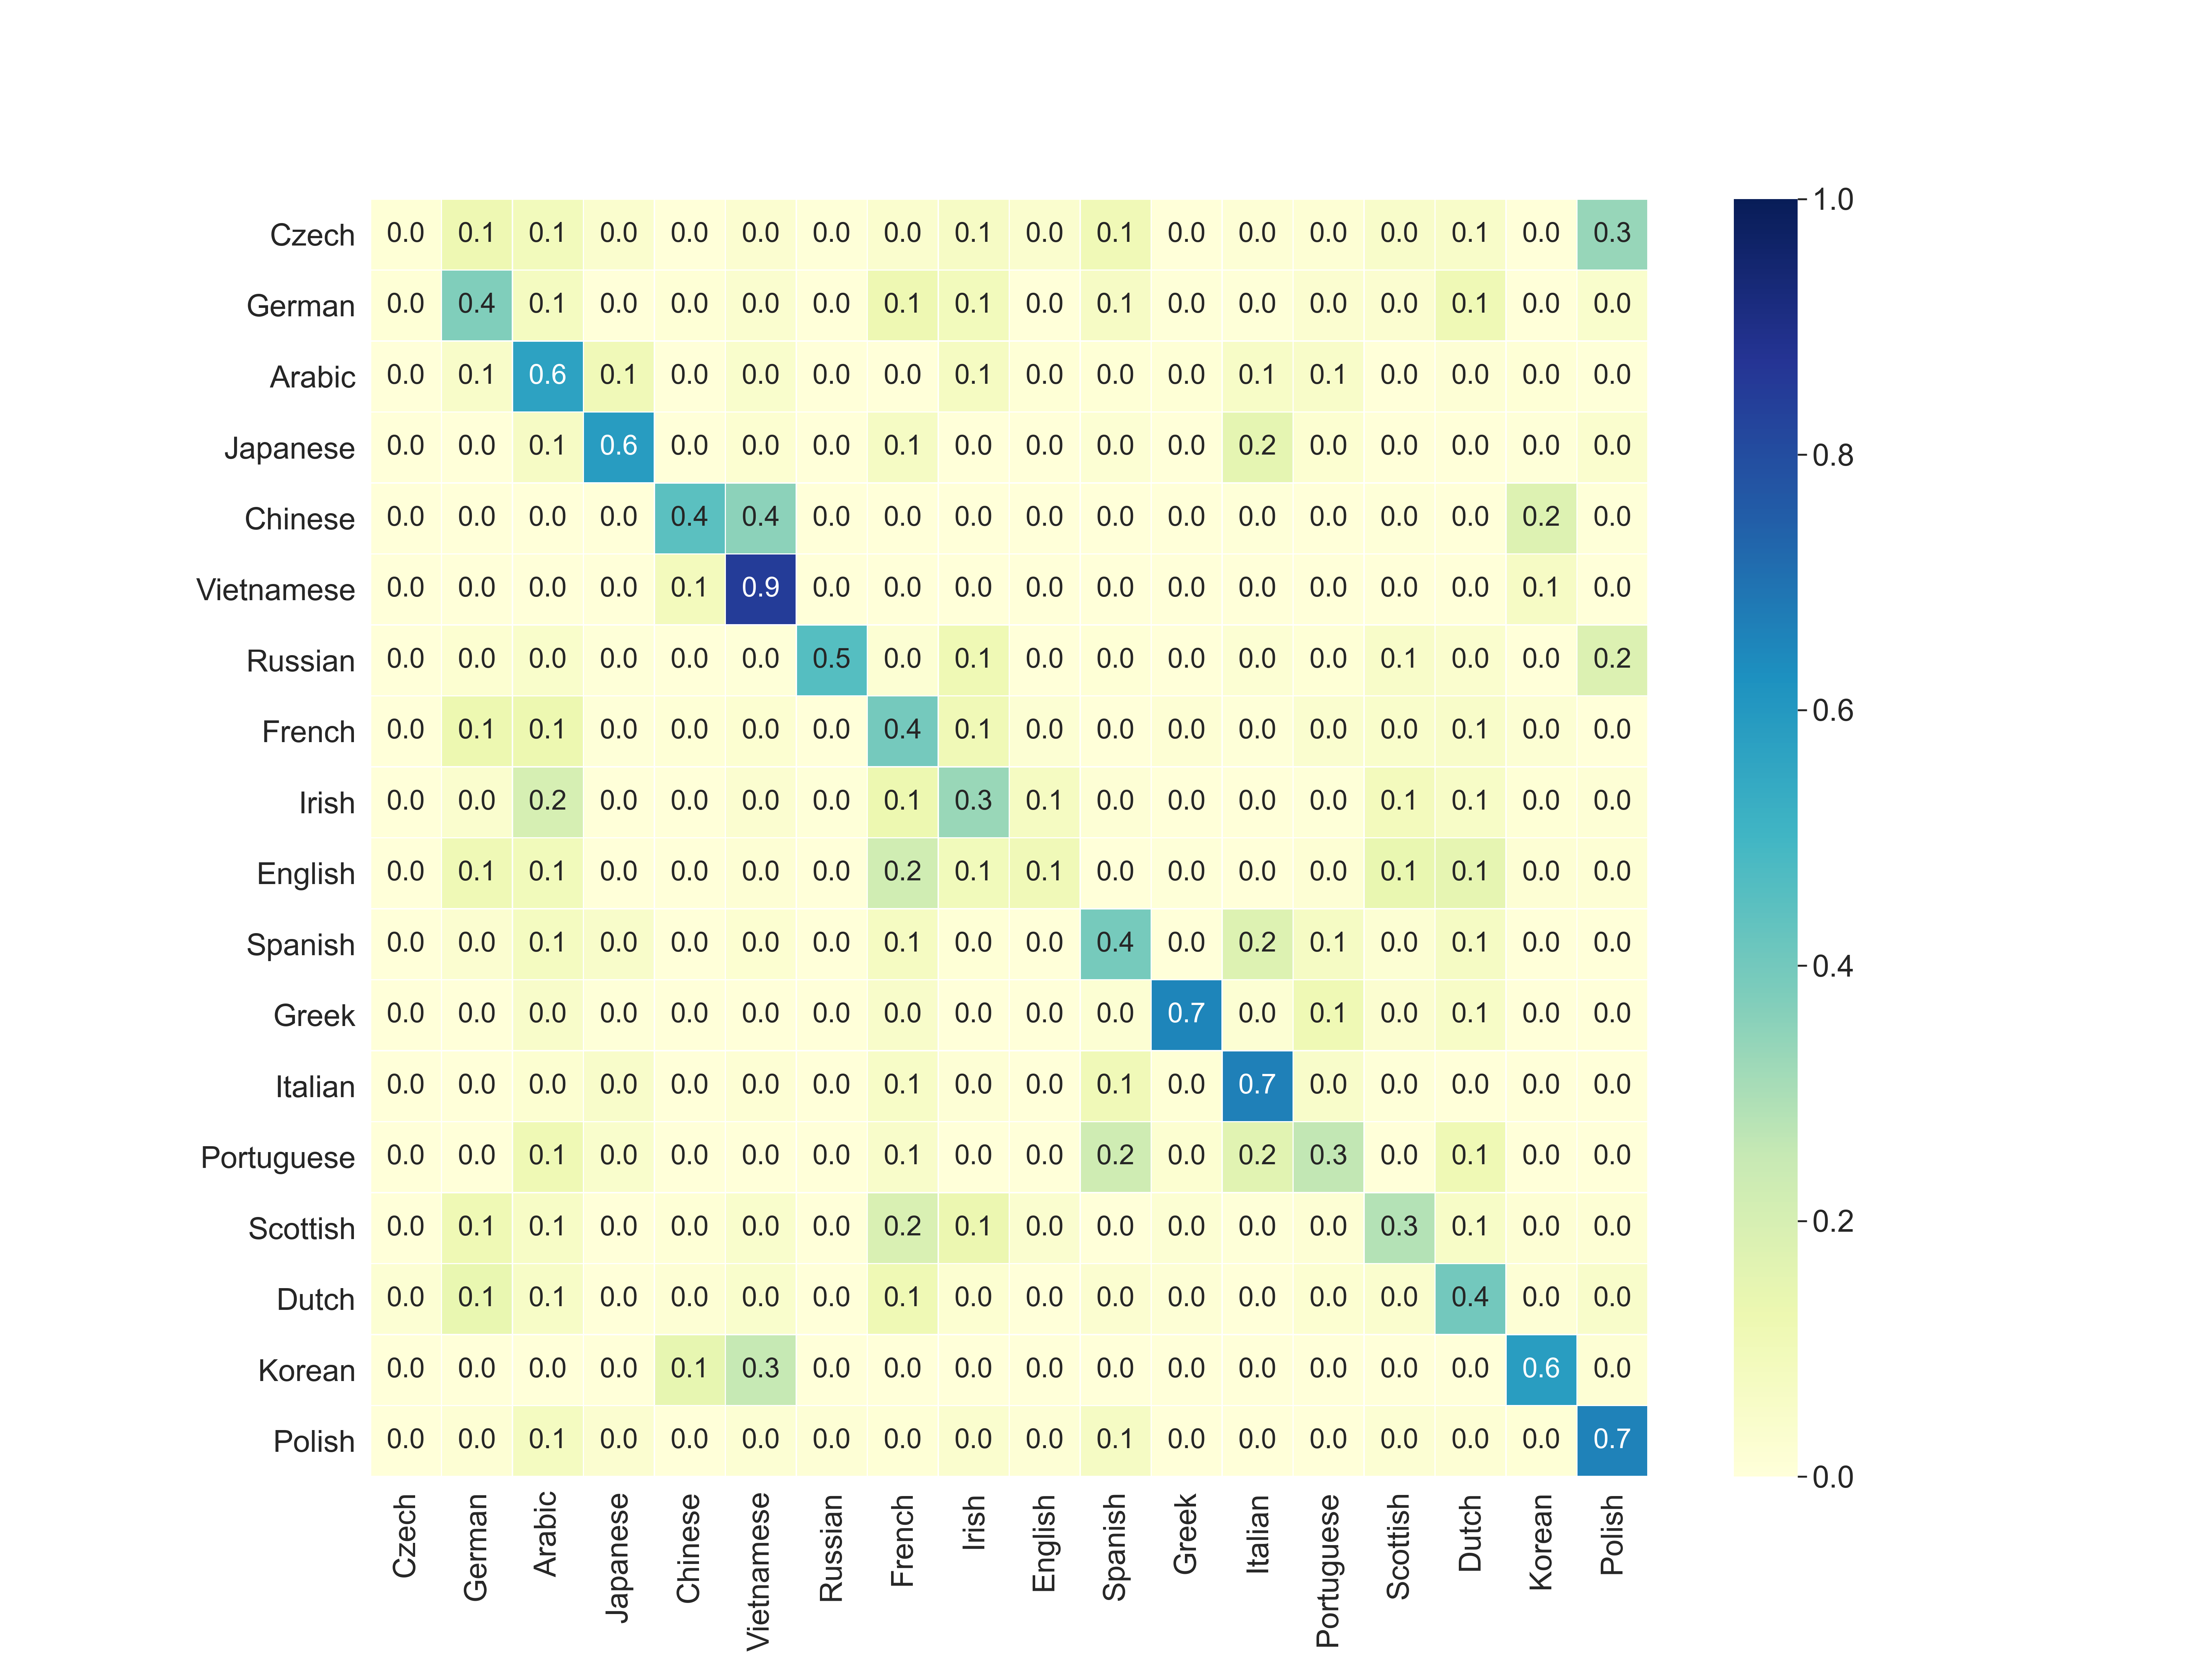 Czech 0.0 0.1 0.1 0.0 0.0 0.0 0.0 0.0 0.1 0.0 0.1 0.0 0.0 0.0 0.0 0.1 0.0 0.3
German 0.0 0.4 0.1 0.0 0.0 0.0 0.0 0.1 0.1 0.0 0.1 0.0 0.0 0.0 0.0 0.1 0.0 0.0
Arabic 0.0 0.1 0.6 0.1 0.0 0.0 0.0 0.0 0.1 0.0 0.0 0.0 0.1 0.1 0.0 0.0 0.0 0.0
Japanese 0.0 0.0 0.1 0.6 0.0 0.0 0.0 0.1 0.0 0.0 0.0 0.0 0.2 0.0 0.0 0.0 0.0 0.0
Chinese 0.0 0.0 0.0 0.0 0.4 0.4 0.0 0.0 0.0 0.0 0.0 0.0 0.0 0.0 0.0 0.0 0.2 0.0
Vietnamese 0.0 0.0 0.0 0.0 0.1 0.9 0.0 0.0 0.0 0.0 0.0 0.0 0.0 0.0 0.0 0.0 0.1 0.0
Russian 0.0 0.0 0.0 0.0 0.0 0.0 0.5 0.0 0.1 0.0 0.0 0.0 0.0 0.0 0.1 0.0 0.0 0.2
French 0.0 0.1 0.1 0.0 0.0 0.0 0.0 0.4 0.1 0.0 0.0 0.0 0.0 0.0 0.0 0.1 0.0 0.0
Irish 0.0 0.0 0.2 0.0 0.0 0.0 0.0 0.1 0.3 0.1 0.0 0.0 0.0 0.0 0.1 0.1 0.0 0.0
English 0.0 0.1 0.1 0.0 0.0 0.0 0.0 0.2 0.1 0.1 0.0 0.0 0.0 0.0 0.1 0.1 0.0 0.0
Spanish 0.0 0.0 0.1 0.0 0.0 0.0 0.0 0.1 0.0 0.0 0.4 0.0 0.2 0.1 0.0 0.1 0.0 0.0
Greek 0.0 0.0 0.0 0.0 0.0 0.0 0.0 0.0 0.0 0.0 0.0 0.7 0.0 0.1 0.0 0.1 0.0 0.0
Italian 0.0 0.0 0.0 0.0 0.0 0.0 0.0 0.1 0.0 0.0 0.1 0.0 0.7 0.0 0.0 0.0 0.0 0.0
Portuguese 0.0 0.0 0.1 0.0 0.0 0.0 0.0 0.1 0.0 0.0 0.2 0.0 0.2 0.3 0.0 0.1 0.0 0.0
Scottish 0.0 0.1 0.1 0.0 0.0 0.0 0.0 0.2 0.1 0.0 0.0 0.0 0.0 0.0 0.3 0.1 0.0 0.0
Dutch 0.0 0.1 0.1 0.0 0.0 0.0 0.0 0.1 0.0 0.0 0.0 0.0 0.0 0.0 0.0 0.4 0.0 0.0
Korean 0.0 0.0 0.0 0.0 0.1 0.3 0.0 0.0 0.0 0.0 0.0 0.0 0.0 0.0 0.0 0.0 0.6 0.0
Polish 0.0 0.0 0.1 0.0 0.0 0.0 0.0 0.0 0.0 0.0 0.1 0.0 0.0 0.0 0.0 0.0 0.0 0.7
Czech
German
Arabic
Japanese
Chinese
Vietnamese
Russian
French
Irish
English
Spanish
Greek
Italian
Portuguese
Scottish
Dutch
Korean
Polish
1.0
0.8
0.6
0.4
0.2
0.0